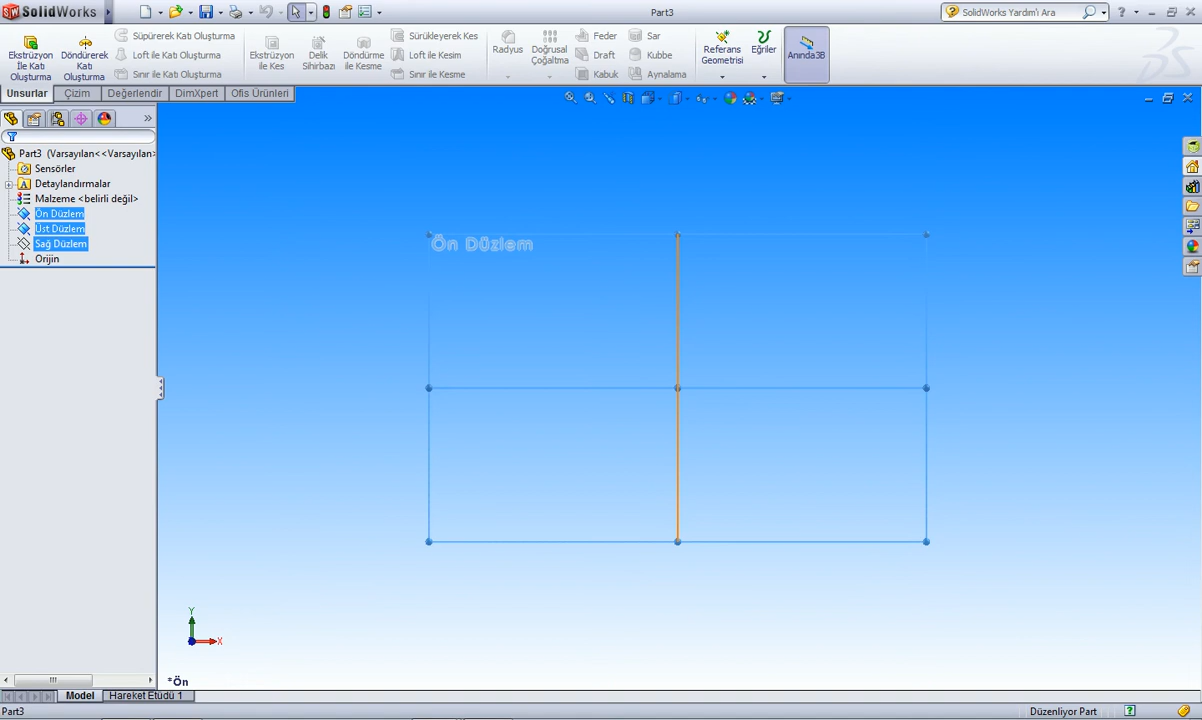 SolidWorks
Part3
SolidWorks Yardım'ı Ara
Ekstrüzyon İle Katı Oluşturma
Döndürerek Katı Oluşturma
Süpürerek Katı Oluşturma
Loft ile Katı Oluşturma
Sınır ile Katı Oluşturma
Ekstrüzyon ile Kes
Delik Sihirbazı
Döndürme ile Kesme
Sürükleyerek Kes
Loft ile Kesim
Sınır ile Kesme
Radyus
Doğrusal Çoğaltma
Feder
Draft
Kabuk
Sar
Kubbe
Aynalama
Referans Geometrisi
Eğriler
Anında3B
Unsurlar
Çizim
Değerlendir
DimXpert
Ofis Ürünleri
Part3 (Varsayılan<<Varsayılan>
Sensörler
Detaylandırmalar
Malzeme <belirli değil>
Ön Düzlem
Üst Düzlem
Sağ Düzlem
Orijin
Ön Düzlem
Y
X
*Ön
Model
Hareket Etüdü 1
Part3
Düzenliyor Part